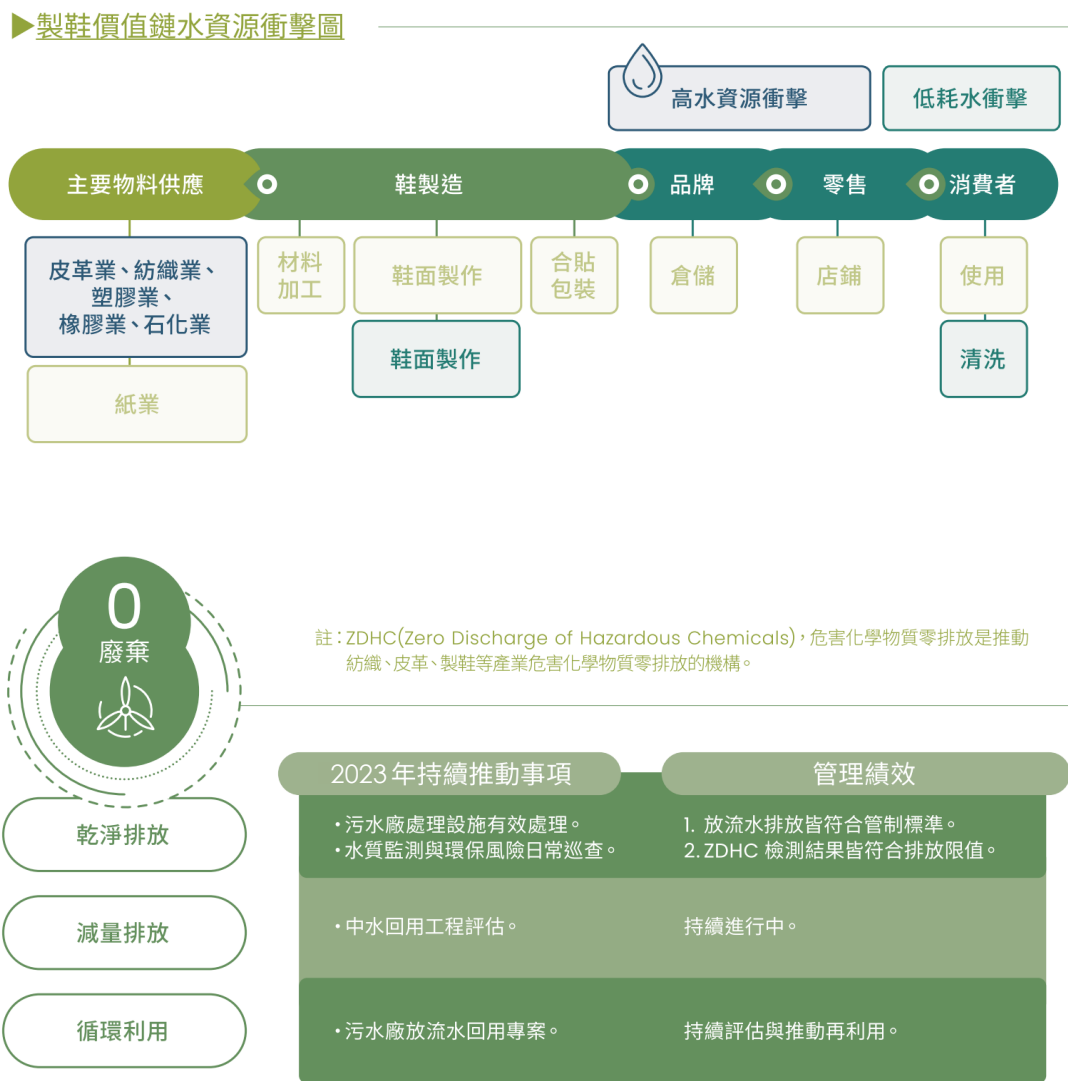 ▶製鞋價值鏈水資源衝擊圖
高水資源衝擊
低耗水衝擊
主要物料供應
鞋製造
品牌
零售
消費者
皮革業、紡織業、
塑膠業、
橡膠業、石化業
紙業
材料
加工
鞋面製作
鞋面製作
合貼
包裝
倉儲
店鋪
使用
清洗
0
廢棄
註：ZDHC(Zero Discharge of Hazardous Chemicals)，危害化學物質零排放是推動
紡織、皮革、製鞋等產業危害化學物質零排放的機構。
2023年持續推動事項
管理績效
乾淨排放
•污水廠處理設施有效處理。
•水質監測與環保風險日常巡查。
1. 放流水排放皆符合管制標準。
2. ZDHC 檢測結果皆符合排放限值。
減量排放
•中水回用工程評估。
持續進行中。
循環利用
•污水廠放流水回用專案。
持續評估與推動再利用。